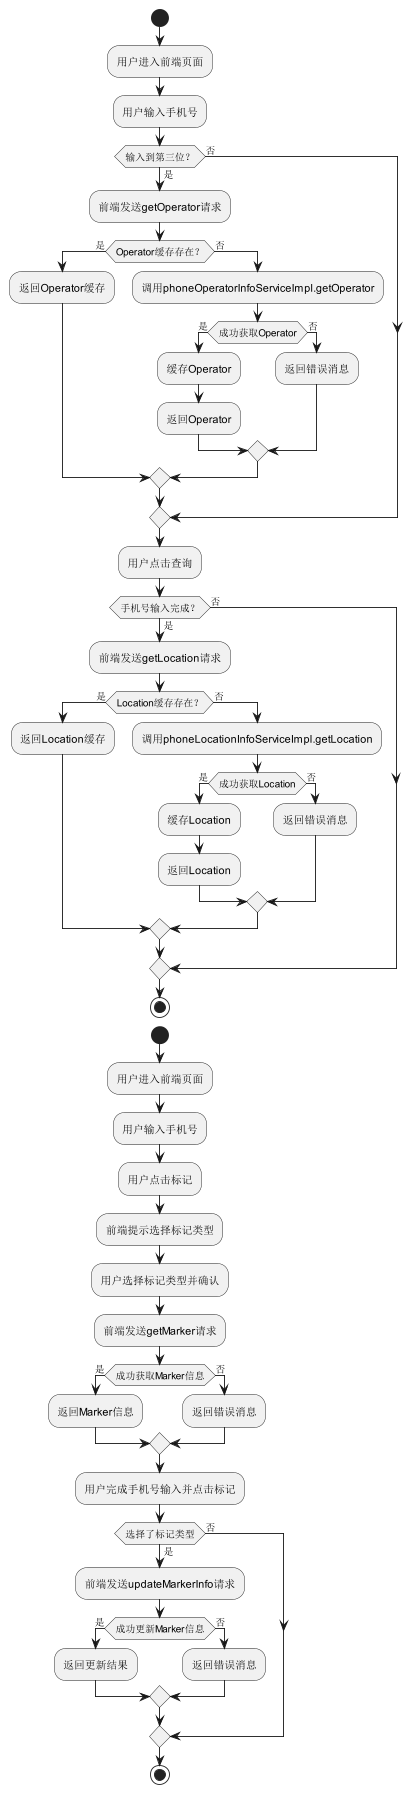 用户进入前端页面
用户输入手机号
输入到第三位？
否
是
前端发送getOperator请求
是
Operator缓存存在？
否
返回Operator缓存
调用phoneOperatorInfoServiceImpl.getOperator
是
成功获取Operator
否
缓存Operator
返回错误消息
返回Operator
用户点击查询
手机号输入完成？
否
是
前端发送getLocation请求
是
Location缓存存在？
否
返回Location缓存
调用phoneLocationInfoServiceImpl.getLocation
是
成功获取Location
否
缓存Location
返回错误消息
返回Location
用户进入前端页面
用户输入手机号
用户点击标记
前端提示选择标记类型
用户选择标记类型并确认
前端发送getMarker请求
是
成功获取Marker信息
否
返回Marker信息
返回错误消息
用户完成手机号输入并点击标记
选择了标记类型
否
是
前端发送updateMarkerInfo请求
是
成功更新Marker信息
否
返回更新结果
返回错误消息